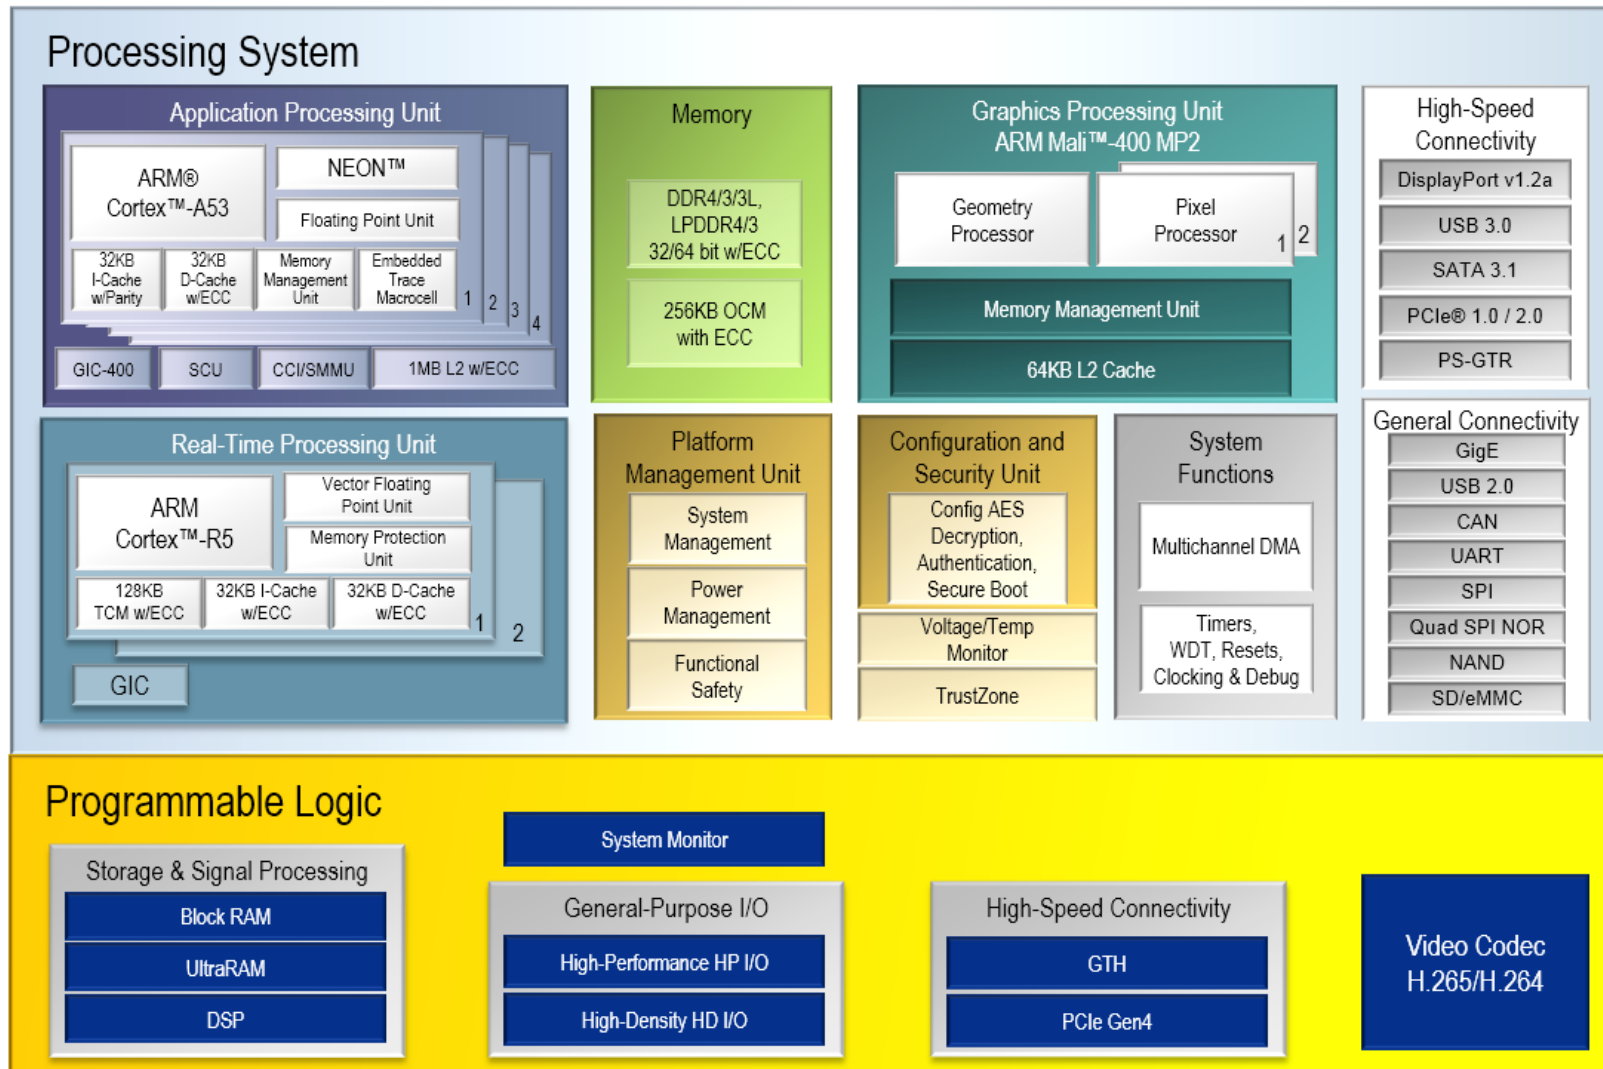 Processing System
Application Processing Unit
ARM®
Cortex™-A53
NEON™
Floating Point Unit
32KB
I-Cache
w/Parity
32KB
D-Cache
w/ECC
Memory
Management
Unit
Embedded
Trace
Macrocell
1
2
3
4
GIC-400
SCU
CCI/SMMU
1MB L2 w/ECC
Memory
DDR4/3/3L,
LPDDR4/3
32/64 bit w/ECC
256KB OCM
with ECC
Graphics Processing Unit
ARM Mali™-400 MP2
Geometry
Processor
Pixel
Processor
1
2
Memory Management Unit
64KB L2 Cache
High-Speed
Connectivity
DisplayPort v1.2a
USB 3.0
SATA 3.1
PCIe® 1.0 / 2.0
PS-GTR
Real-Time Processing Unit
ARM
Cortex™-R5
Vector Floating
Point Unit
Memory Protection
Unit
128KB
TCM w/ECC
32KB I-Cache
w/ECC
32KB D-Cache
w/ECC
1
2
GIC
Platform
Management Unit
System
Management
Power
Management
Functional
Safety
Configuration and
Security Unit
Config AES
Decryption,
Authentication,
Secure Boot
Voltage/Temp
Monitor
TrustZone
System
Functions
Multichannel DMA
Timers,
WDT, Resets,
Clocking & Debug
General Connectivity
GigE
USB 2.0
CAN
UART
SPI
Quad SPI NOR
NAND
SD/eMMC
Programmable Logic
Storage & Signal Processing
Block RAM
UltraRAM
DSP
System Monitor
General-Purpose I/O
High-Performance HP I/O
High-Density HD I/O
High-Speed Connectivity
GTH
PCIe Gen4
Video Codec
H.265/H.264